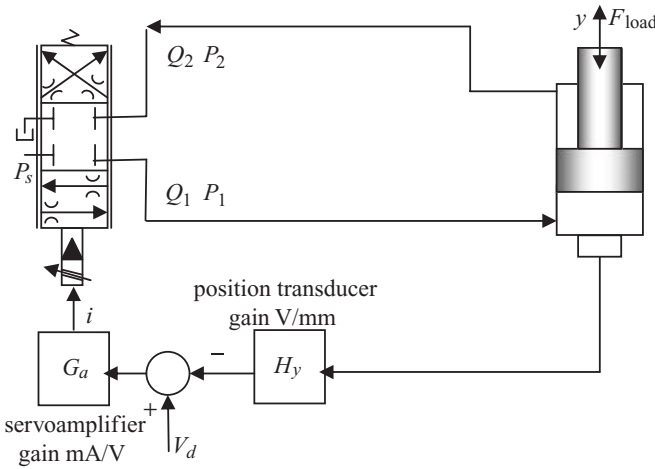 y F_load
Q_2 P_2
P_s
Q_1 P_1
position transducer
gain V/mm
i
G_a
−
H_y
+
servoamplifier
gain mA/V
V_d